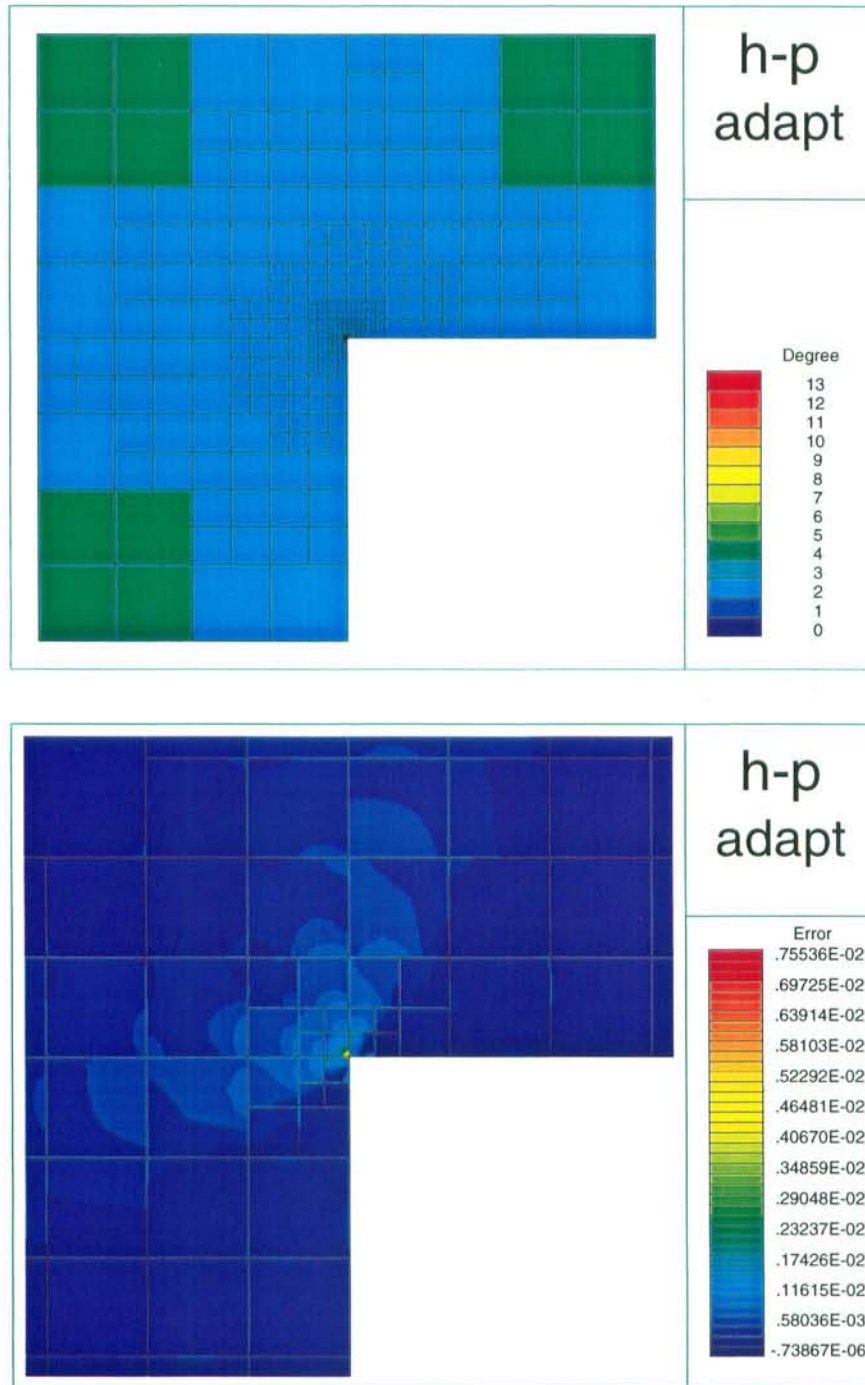 h-p
adapt
Degree
13
12
11
10
9
8
7
6
5
4
3
2
1
0
h-p
adapt
Error
.75536E-02
.69725E-02
.63914E-02
.58103E-02
.52292E-02
.46481E-02
.40670E-02
.34859E-02
.29048E-02
.23237E-02
.17426E-02
.11615E-02
.58036E-03
-.73867E-06